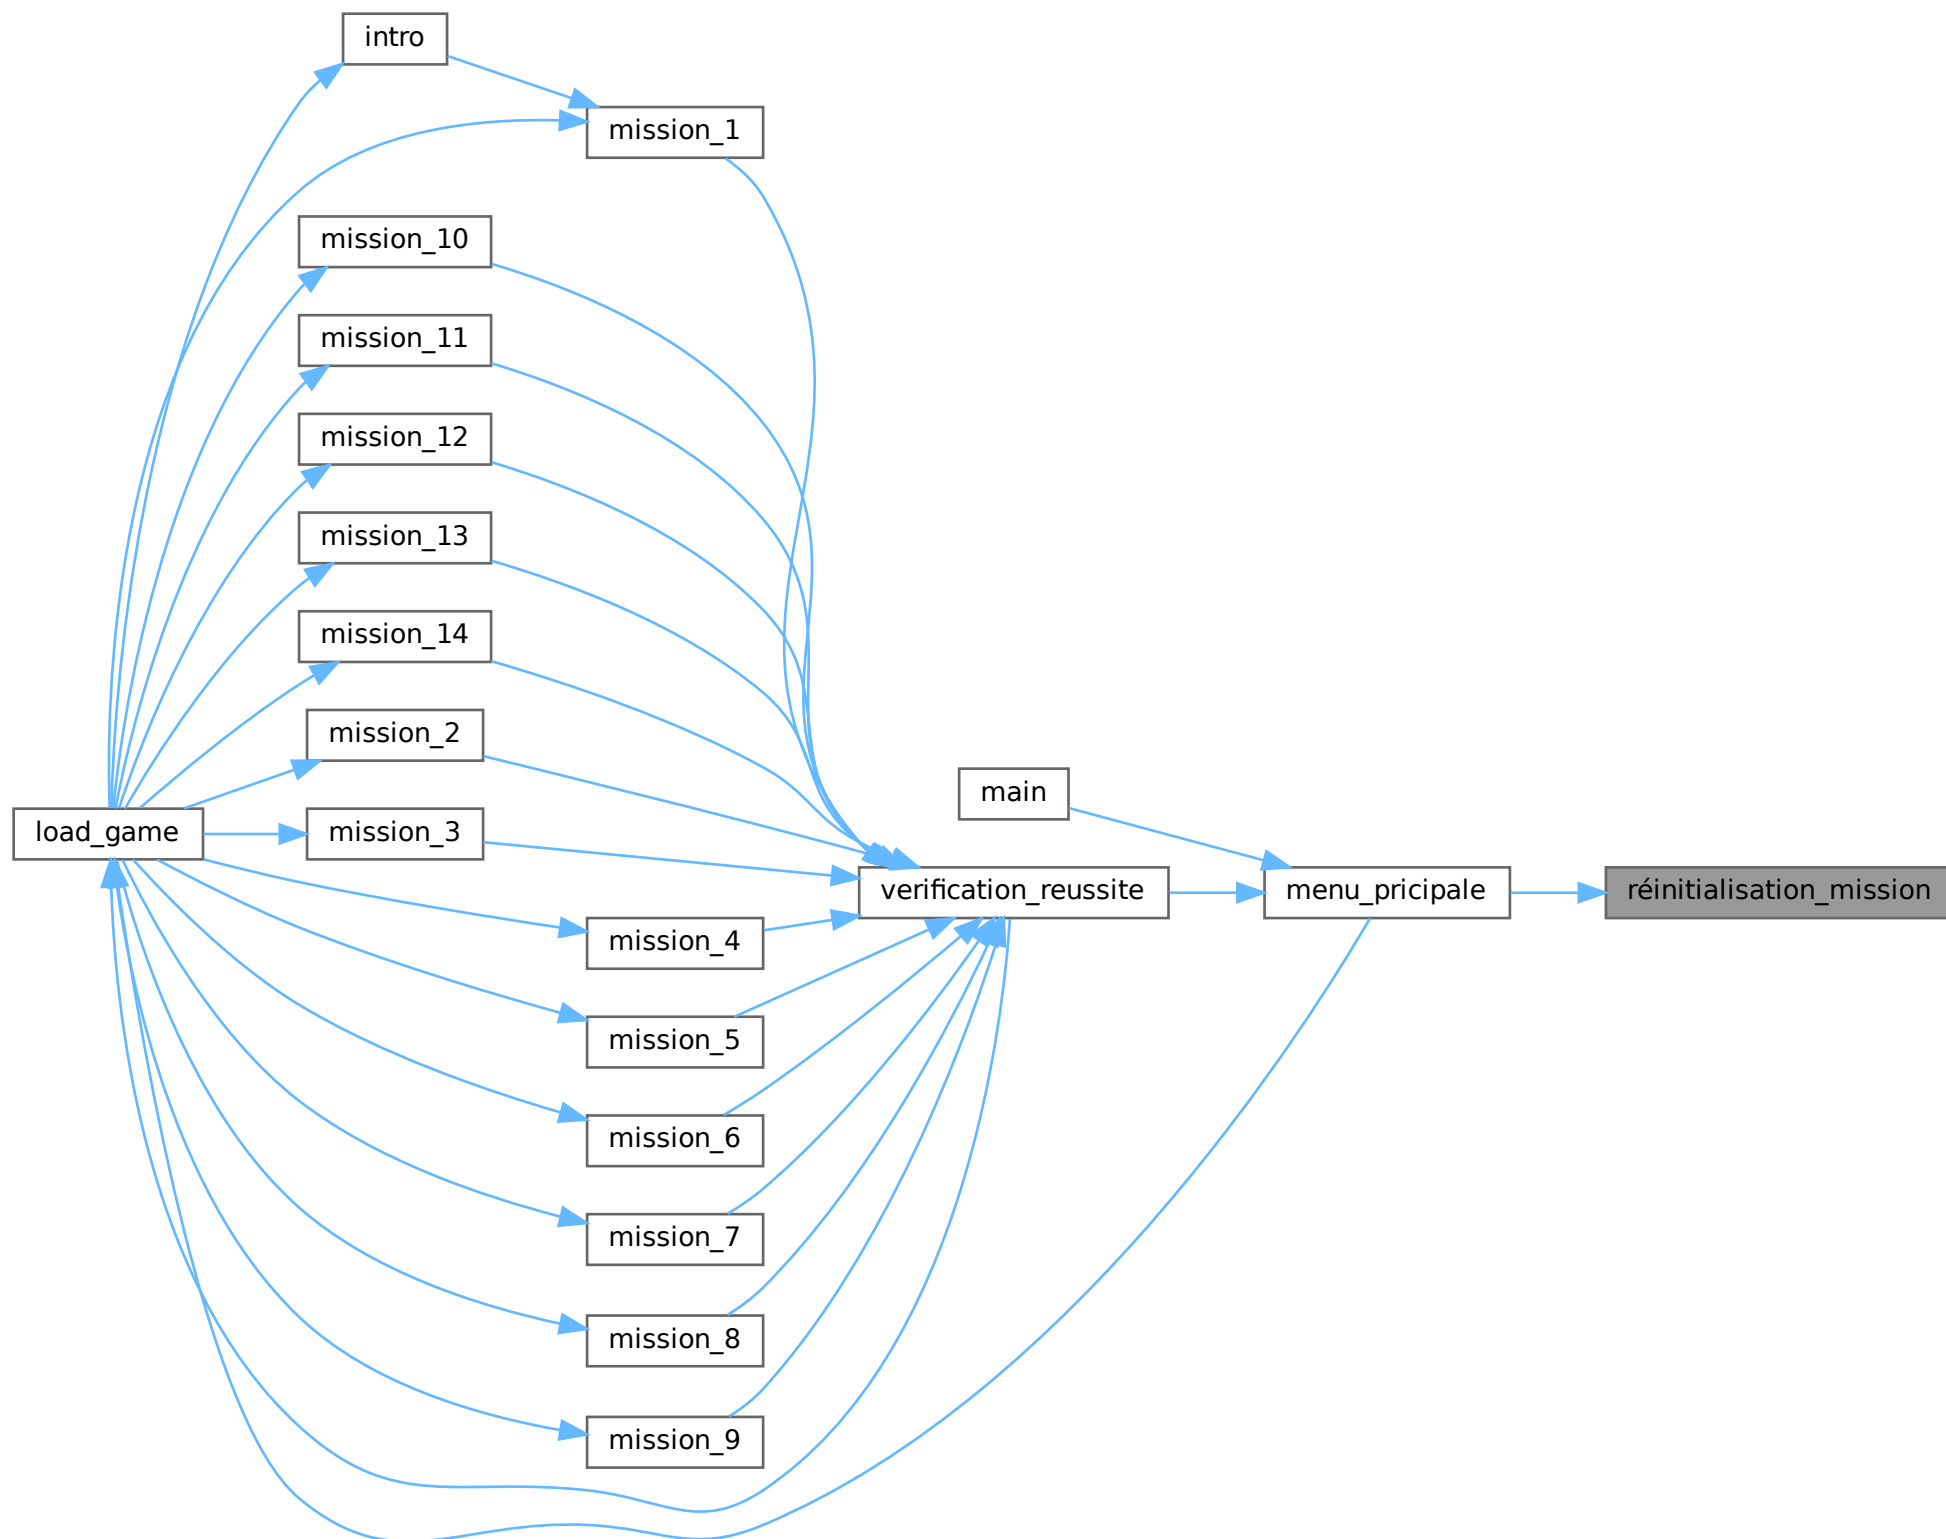 intro
mission_1
mission_10
mission_11
mission_12
mission_13
mission_14
mission_2
main
load_game
mission_3
verification_reussite
menu_pricipale
réinitialisation_mission
mission_4
mission_5
mission_6
mission_7
mission_8
mission_9